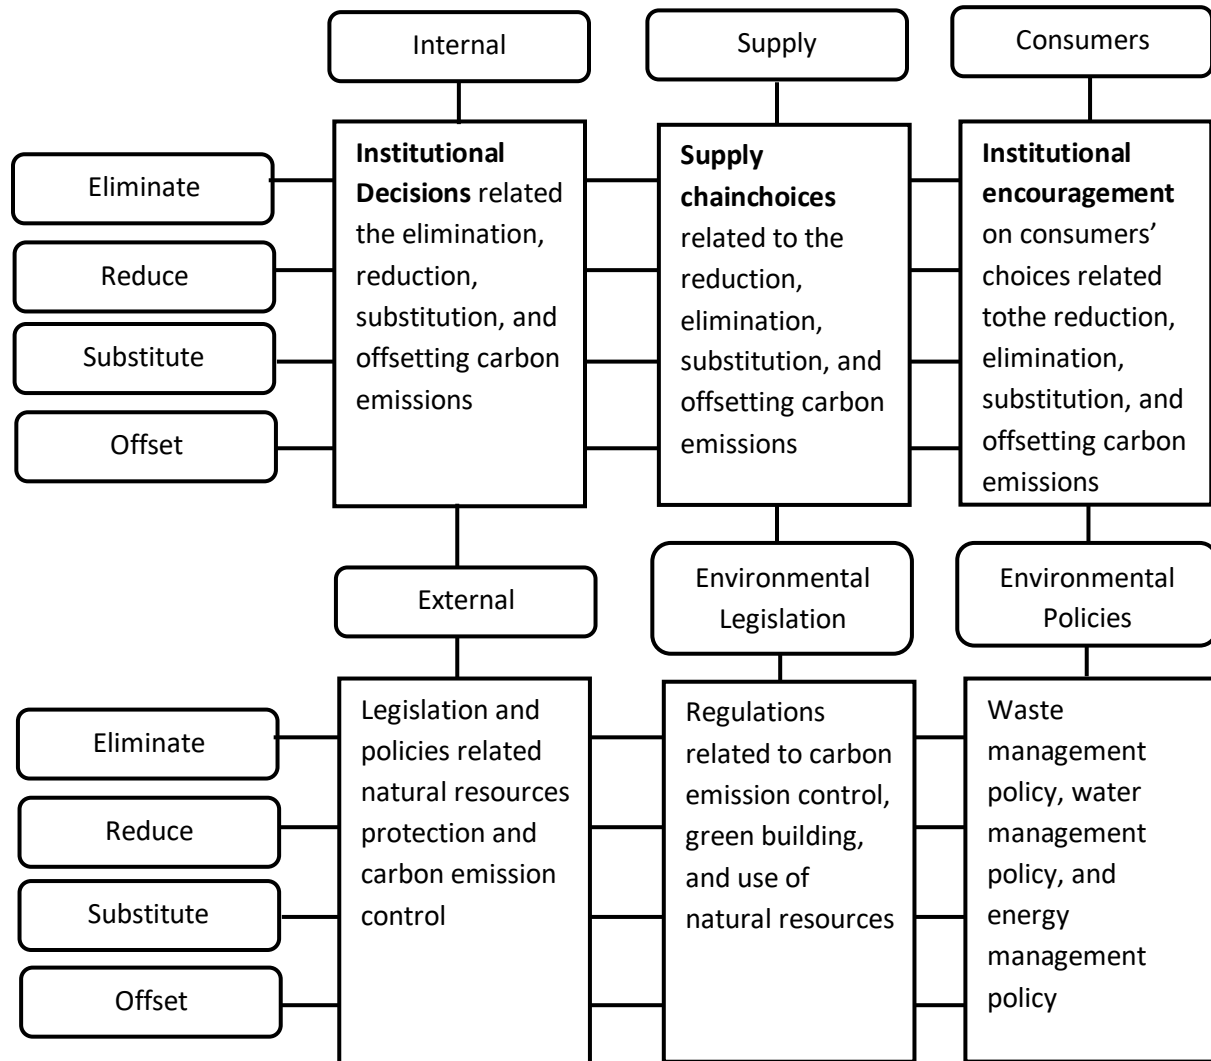 Internal
Supply
Consumers
Eliminate
Reduce
Substitute
Offset
Institutional
Decisions related
the elimination,
reduction,
substitution, and
offsetting carbon
emissions
Supply
chainchoices
related to the
reduction,
elimination,
substitution, and
offsetting carbon
emissions
Institutional
encouragement
on consumers’
choices related
tothe reduction,
elimination,
substitution, and
offsetting carbon
emissions
External
Environmental
Legislation
Environmental
Policies
Eliminate
Reduce
Substitute
Offset
Legislation and
policies related
natural resources
protection and
carbon emission
control
Regulations
related to carbon
emission control,
green building,
and use of
natural resources
Waste
management
policy, water
management
policy, and
energy
management
policy